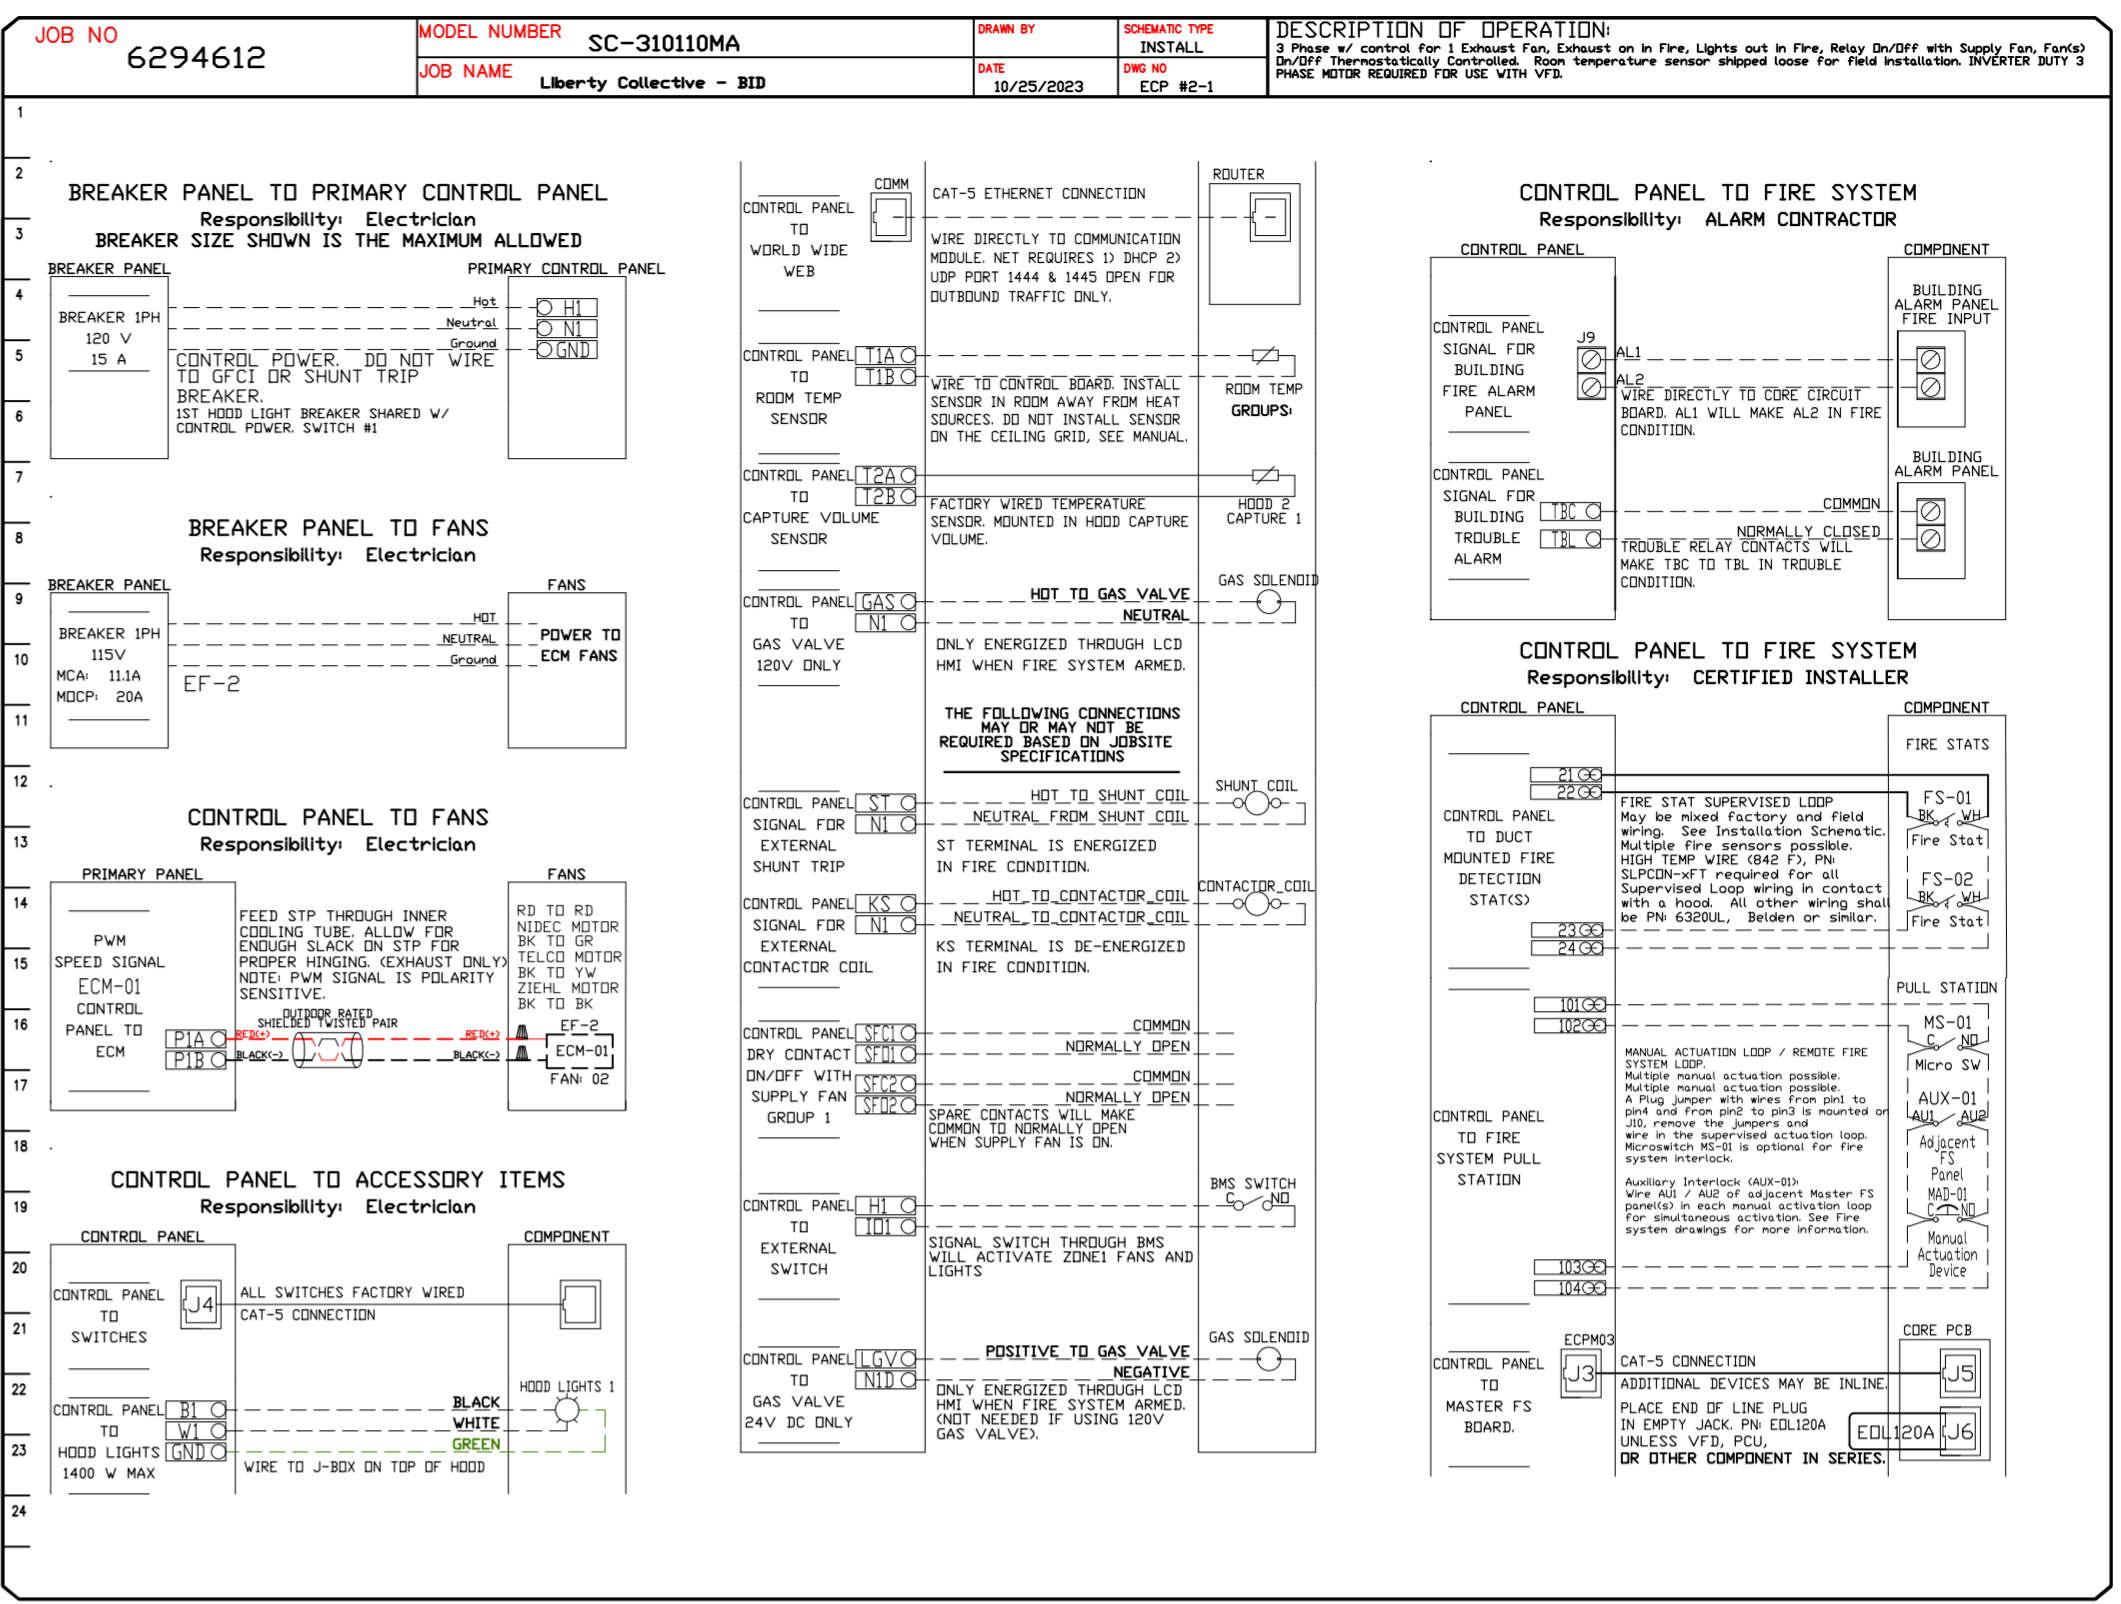 JOB NO
6294612
MODEL NUMBER
SC-310110MA
JOB NAME
Liberty Collective - BID
DRAWN BY
SCHEMATIC TYPE
INSTALL
DATE
10/25/2023
DWG NO
ECP #2-1
DESCRIPTION OF OPERATION:
3 Phase w/ control for 1 Exhaust Fan, Exhaust on in Fire, Lights out in Fire, Relay On/Off with Supply Fan, Fan(s)
On/Off Thermostatically Controlled. Room temperature sensor shipped loose for field installation. INVERTER DUTY 3
PHASE MOTOR REQUIRED FOR USE WITH VFD.
1
2
3
4
5
6
7
8
9
10
11
12
13
14
15
16
17
18
19
20
21
22
23
24
BREAKER PANEL TO PRIMARY CONTROL PANEL
Responsibility: Electrician
BREAKER SIZE SHOWN IS THE MAXIMUM ALLOWED
BREAKER PANEL
PRIMARY CONTROL PANEL
BREAKER 1PH
120 V
15 A
Hot
Neutral
Ground
H1
N1
GND
CONTROL POWER. DO NOT WIRE
TO GFCI OR SHUNT TRIP
BREAKER.
1ST HOOD LIGHT BREAKER SHARED W/
CONTROL POWER. SWITCH #1
BREAKER PANEL TO FANS
Responsibility: Electrician
BREAKER PANEL
FANS
BREAKER 1PH
115V
MCA: 11.1A
MOCP: 20A
EF-2
HOT
NEUTRAL
Ground
POWER TO
ECM FANS
CONTROL PANEL TO FANS
Responsibility: Electrician
PRIMARY PANEL
FANS
PWM
SPEED SIGNAL
ECM-01
CONTROL
PANEL TO
ECM
P1A
P1B
FEED STP THROUGH INNER
COOLING TUBE. ALLOW FOR
ENOUGH SLACK ON STP FOR
PROPER HINGING. (EXHAUST ONLY)
NOTE: PWM SIGNAL IS POLARITY
SENSITIVE.
OUTDOOR RATED
SHIELDED TWISTED PAIR
RED(+)
RED(+)
BLACK(-)
BLACK(-)
RD TO RD
NIDEC MOTOR
BK TO GR
TELCO MOTOR
BK TO YW
ZIEHL MOTOR
BK TO BK
EF-2
ECM-01
FAN: 02
CONTROL PANEL TO ACCESSORY ITEMS
Responsibility: Electrician
CONTROL PANEL
COMPONENT
CONTROL PANEL
TO
SWITCHES
J4
ALL SWITCHES FACTORY WIRED
CAT-5 CONNECTION
CONTROL PANEL
TO
HOOD LIGHTS
1400 W MAX
B1
W1
GND
BLACK
WHITE
GREEN
HOOD LIGHTS 1
WIRE TO J-BOX ON TOP OF HOOD
CONTROL PANEL
TO
WORLD WIDE
WEB
COMM
CAT-5 ETHERNET CONNECTION
ROUTER
WIRE DIRECTLY TO COMMUNICATION
MODULE. NET REQUIRES 1) DHCP 2)
UDP PORT 1444 & 1445 OPEN FOR
OUTBOUND TRAFFIC ONLY.
CONTROL PANEL
TO
ROOM TEMP
SENSOR
T1A
T1B
WIRE TO CONTROL BOARD. INSTALL
SENSOR IN ROOM AWAY FROM HEAT
SOURCES. DO NOT INSTALL SENSOR
ON THE CEILING GRID, SEE MANUAL.
ROOM TEMP
GROUPS:
CONTROL PANEL
TO
CAPTURE VOLUME
SENSOR
T2A
T2B
FACTORY WIRED TEMPERATURE
SENSOR. MOUNTED IN HOOD CAPTURE
VOLUME.
HOOD 2
CAPTURE 1
CONTROL PANEL
TO
GAS VALVE
120V ONLY
GAS
N1
HOT TO GAS VALVE
NEUTRAL
GAS SOLENOID
ONLY ENERGIZED THROUGH LCD
HMI WHEN FIRE SYSTEM ARMED.
THE FOLLOWING CONNECTIONS
MAY OR MAY NOT BE
REQUIRED BASED ON JOBSITE
SPECIFICATIONS
CONTROL PANEL
SIGNAL FOR
EXTERNAL
SHUNT TRIP
ST
N1
HOT TO SHUNT COIL
NEUTRAL FROM SHUNT COIL
SHUNT COIL
ST TERMINAL IS ENERGIZED
IN FIRE CONDITION.
CONTROL PANEL
SIGNAL FOR
EXTERNAL
CONTACTOR COIL
KS
N1
HOT_TO_CONTACTOR_COIL
NEUTRAL_TO_CONTACTOR_COIL
CONTACTOR_COIL
KS TERMINAL IS DE-ENERGIZED
IN FIRE CONDITION.
CONTROL PANEL
DRY CONTACT
ON/OFF WITH
SUPPLY FAN
GROUP 1
SFC1
SFO1
SFC2
SFO2
COMMON
NORMALLY OPEN
COMMON
NORMALLY OPEN
SPARE CONTACTS WILL MAKE
COMMON TO NORMALLY OPEN
WHEN SUPPLY FAN IS ON.
CONTROL PANEL
TO
EXTERNAL
SWITCH
H1
IO1
BMS SWITCH
C NO
SIGNAL SWITCH THROUGH BMS
WILL ACTIVATE ZONE1 FANS AND
LIGHTS
CONTROL PANEL
TO
GAS VALVE
24V DC ONLY
LGV
N1D
POSITIVE TO GAS VALVE
NEGATIVE
GAS SOLENOID
ONLY ENERGIZED THROUGH LCD
HMI WHEN FIRE SYSTEM ARMED.
(NOT NEEDED IF USING 120V
GAS VALVE).
CONTROL PANEL TO FIRE SYSTEM
Responsibility: ALARM CONTRACTOR
CONTROL PANEL
COMPONENT
CONTROL PANEL
SIGNAL FOR
BUILDING
FIRE ALARM
PANEL
J9
AL1
AL2
WIRE DIRECTLY TO CORE CIRCUIT
BOARD. AL1 WILL MAKE AL2 IN FIRE
CONDITION.
BUILDING
ALARM PANEL
FIRE INPUT
CONTROL PANEL
SIGNAL FOR
BUILDING
TROUBLE
ALARM
TBC
TBL
COMMON
NORMALLY CLOSED
TROUBLE RELAY CONTACTS WILL
MAKE TBC TO TBL IN TROUBLE
CONDITION.
BUILDING
ALARM PANEL
CONTROL PANEL TO FIRE SYSTEM
Responsibility: CERTIFIED INSTALLER
CONTROL PANEL
COMPONENT
CONTROL PANEL
TO DUCT
MOUNTED FIRE
DETECTION
STAT(S)
21
22
23
24
FIRE STAT SUPERVISED LOOP
May be mixed factory and field
wiring. See Installation Schematic.
Multiple fire sensors possible.
HIGH TEMP WIRE (842 F), PN:
SLPCON-xFT required for all
Supervised Loop wiring in contact
with a hood. All other wiring shall
be PN: 6320UL, Belden or similar.
FIRE STATS
FS-01
BK WH
Fire Stat
FS-02
BK WH
Fire Stat
CONTROL PANEL
TO FIRE
SYSTEM PULL
STATION
101
102
103
104
MANUAL ACTUATION LOOP / REMOTE FIRE
SYSTEM LOOP.
Multiple manual actuation possible.
Multiple manual actuation possible.
A Plug jumper with wires from pin1 to
pin4 and from pin2 to pin3 is mounted on
J10, remove the jumpers and
wire in the supervised actuation loop.
Microswitch MS-01 is optional for fire
system interlock.
Auxiliary Interlock (AUX-01):
Wire AU1 / AU2 of adjacent Master FS
panel(s) in each manual activation loop
for simultaneous activation. See Fire
system drawings for more information.
PULL STATION
MS-01
C NO
Micro SW
AUX-01
AU1 AU2
Adjacent
FS
Panel
MAD-01
C NO
Manual
Actuation
Device
CONTROL PANEL
TO
MASTER FS
BOARD.
ECPM03
J3
CORE PCB
J5
CAT-5 CONNECTION
ADDITIONAL DEVICES MAY BE INLINE.
PLACE END OF LINE PLUG
IN EMPTY JACK. PN: EOL120A
UNLESS VFD, PCU,
OR OTHER COMPONENT IN SERIES.
EOL120A
J6